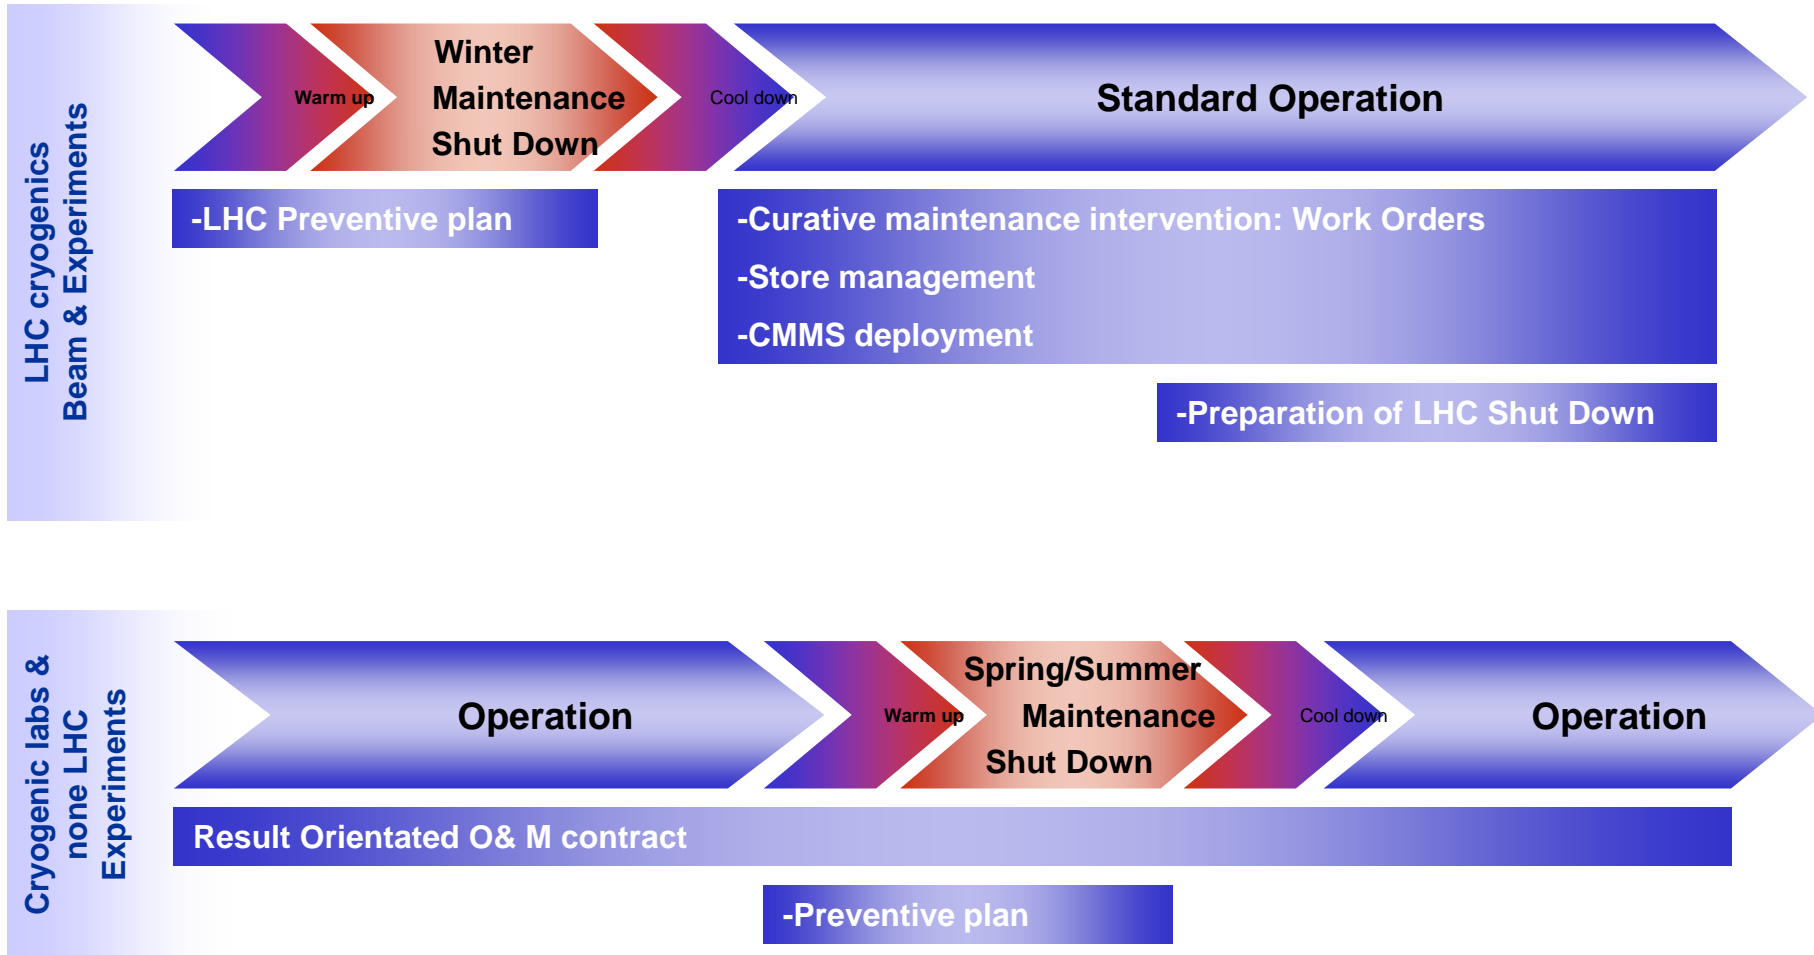 LHC cryogenics
Beam & Experiments
Warm up
Winter
Maintenance
Shut Down
Cool down
Standard Operation
-LHC Preventive plan
-Curative maintenance intervention: Work Orders
-Store management
-CMMS deployment
-Preparation of LHC Shut Down
Cryogenic labs &
none LHC
Experiments
Operation
Warm up
Spring/Summer
Maintenance
Shut Down
Cool down
Operation
Result Orientated O& M contract
-Preventive plan